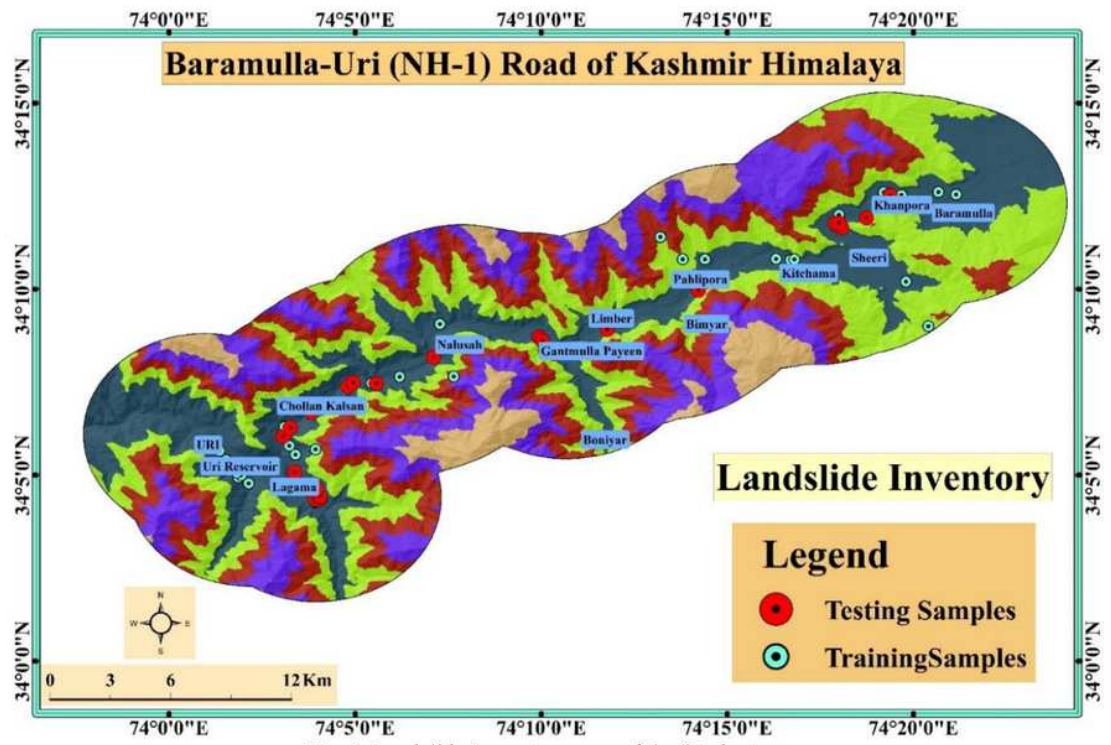 74°0'0"E 74°5'0"E 74°10'0"E 74°15'0"E 74°20'0"E
Baramulla-Uri (NH-1) Road of Kashmir Himalaya
34°15'0"N 34°15'0"N
Khanpora
Baramulla
Sheeri
Kitchama
Pahlipora
34°10'0"N 34°10'0"N
Limber
Bimyar
Nalusah
Gantmulla Payeen
Chollan Kalsan
URI
Boniyar
Uri Reservoir
Lagama
34°5'0"N 34°5'0"N
Landslide Inventory
Legend
Testing Samples
TrainingSamples
N
W E
S
0 3 6 12 Km
34°0'0"N 34°0'0"N
74°0'0"E 74°5'0"E 74°10'0"E 74°15'0"E 74°20'0"E